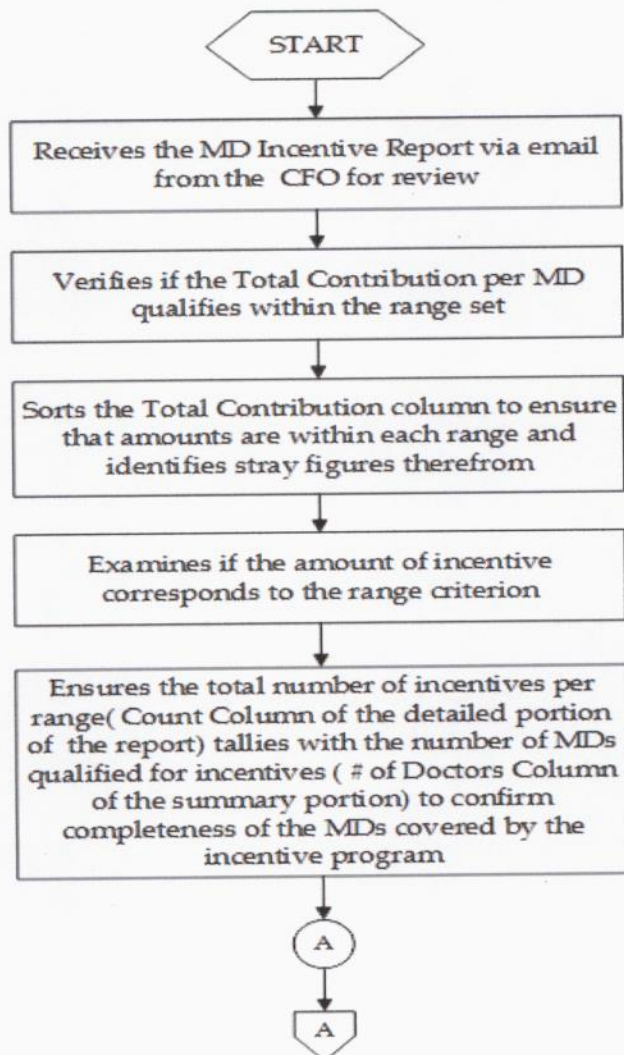 START
Receives the MD Incentive Report via email
from the CFO for review
Verifies if the Total Contribution per MD
qualifies within the range set
Sorts the Total Contribution column to ensure
that amounts are within each range and
identifies stray figures therefrom
Examines if the amount of incentive
corresponds to the range criterion
Ensures the total number of incentives per
range( Count Column of the detailed portion
of the report) tallies with the number of MDs
qualified for incentives ( # of Doctors Column
of the summary portion) to confirm
completeness of the MDs covered by the
incentive program
A
A